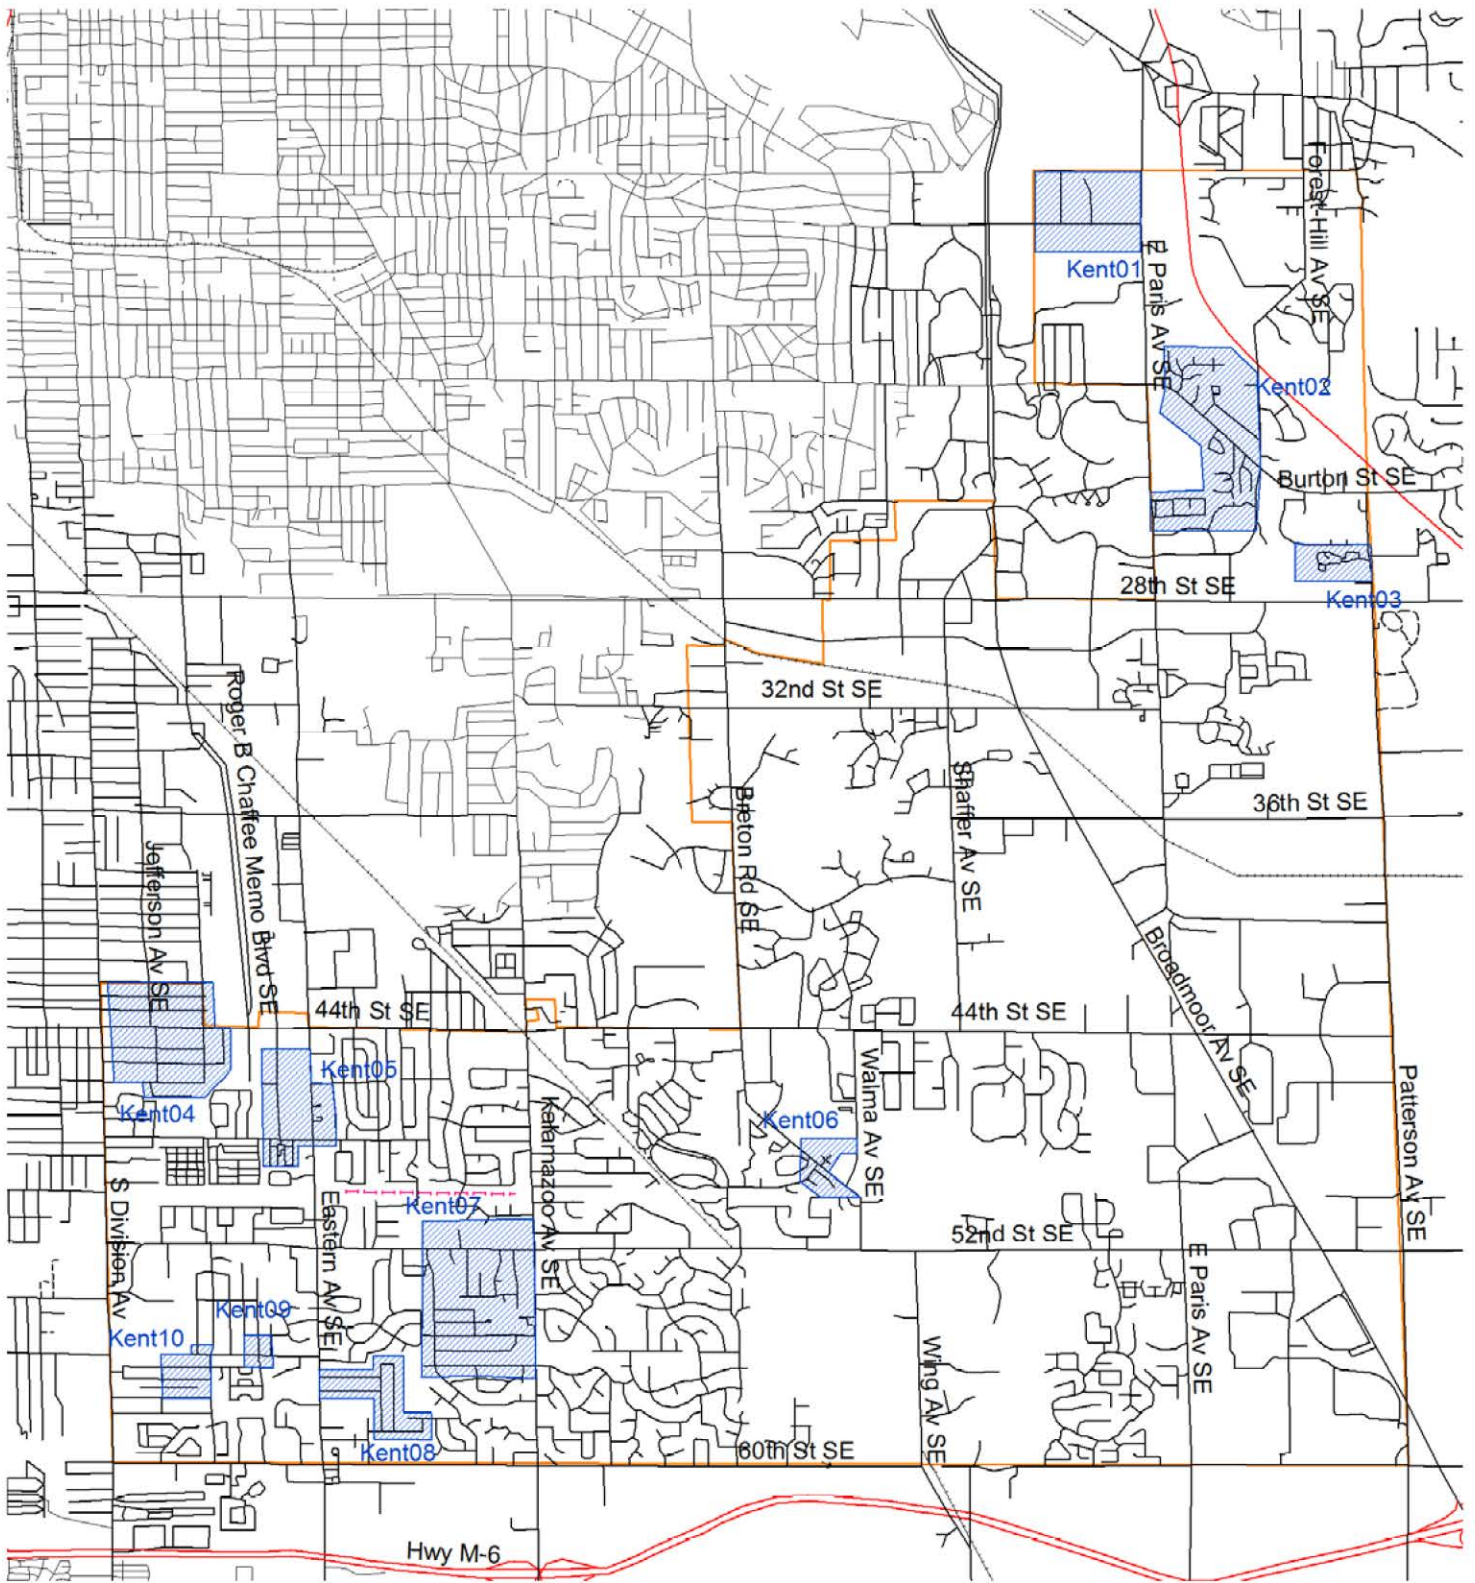 Forest Hill Av SE
Kent01
E Paris Av SE
Kent02
Burton St SE
28th St SE
Kent03
32nd St SE
Roger B Chaffee Memo Blvd SE
Shaffer Av SE
Breton Rd SE
36th St SE
Jefferson Av SE
Broadmoor Av SE
44th St SE
44th St SE
Kent05
Walma Av SE
Patterson Av SE
Kent04
Kent06
Kalamazoo Av SE
S Division Av
Eastern Av SE
Kent07
52nd St SE
E Paris Av SE
Kent09
Kent10
Wing Av SE
Kent08
60th St SE
Hwy M-6